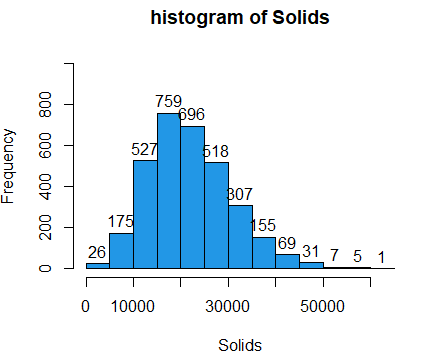 histogram of Solids
Frequency
0 200 400 600 800
26 175 527 759 696 518 307 155 69 31 7 5 1
0 10000 30000 50000
Solids